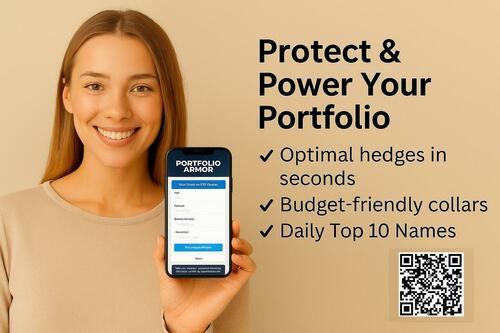 Protect &
Power Your
Portfolio
✓ Optimal hedges in
seconds
✓ Budget-friendly collars
✓ Daily Top 10 Names
PORTFOLIO
ARMOR